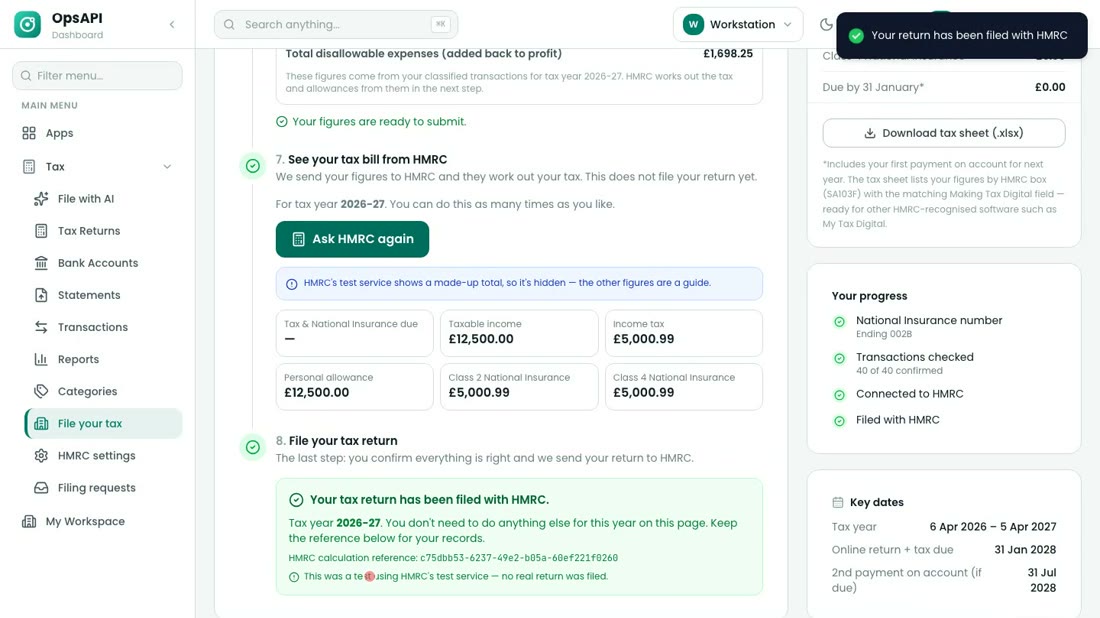 OpsAPI
Dashboard
Search anything...
⌘K
W
Workstation
Your return has been filed with HMRC
Filter menu...
MAIN MENU
Apps
Tax
File with AI
Tax Returns
Bank Accounts
Statements
Transactions
Reports
Categories
File your tax
HMRC settings
Filing requests
My Workspace
Total disallowable expenses (added back to profit)
£1,698.25
These figures come from your classified transactions for tax year 2026-27. HMRC works out the tax
and allowances from them in the next step.
Your figures are ready to submit.
7. See your tax bill from HMRC
We send your figures to HMRC and they work out your tax. This does not file your return yet.
For tax year 2026-27. You can do this as many times as you like.
Ask HMRC again
HMRC's test service shows a made-up total, so it's hidden — the other figures are a guide.
Tax & National Insurance due
—
Taxable income
£12,500.00
Income tax
£5,000.99
Personal allowance
£12,500.00
Class 2 National Insurance
£5,000.99
Class 4 National Insurance
£5,000.99
8. File your tax return
The last step: you confirm everything is right and we send your return to HMRC.
Your tax return has been filed with HMRC.
Tax year 2026-27. You don't need to do anything else for this year on this page. Keep
the reference below for your records.
HMRC calculation reference: c75dbb53-6237-49e2-b05a-60ef221f0260
This was a test using HMRC's test service — no real return was filed.
Due by 31 January*
£0.00
Download tax sheet (.xlsx)
*Includes your first payment on account for next
year. The tax sheet lists your figures by HMRC box
(SA103F) with the matching Making Tax Digital field —
ready for other HMRC-recognised software such as
My Tax Digital.
Your progress
National Insurance number
Ending 002B
Transactions checked
40 of 40 confirmed
Connected to HMRC
Filed with HMRC
Key dates
Tax year
6 Apr 2026 – 5 Apr 2027
Online return + tax due
31 Jan 2028
2nd payment on account (if
due)
31 Jul
2028